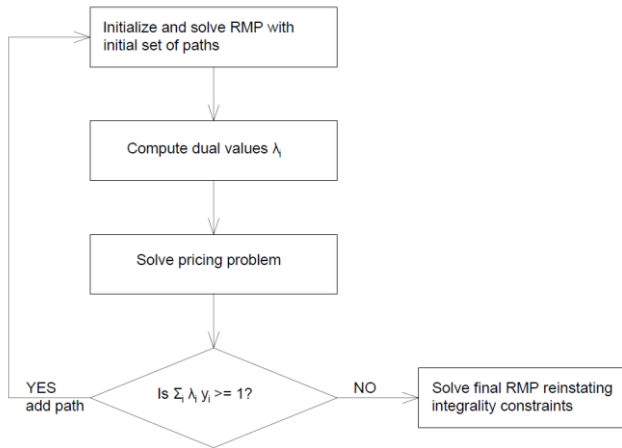 Initialize and solve RMP with
initial set of paths
Compute dual values λᵢ
Solve pricing problem
Is Σᵢ λᵢ yᵢ >= 1?
YES
add path
NO
Solve final RMP reinstating
integrality constraints